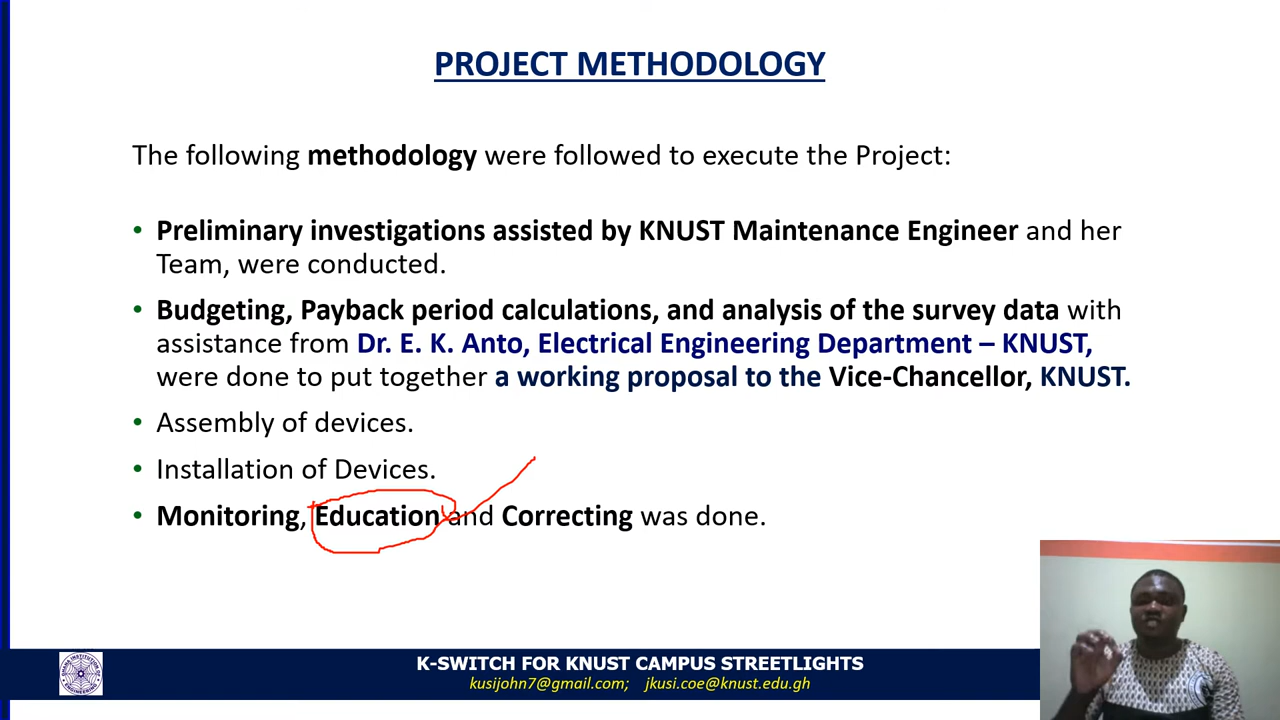 PROJECT METHODOLOGY
The following methodology were followed to execute the Project:
• Preliminary investigations assisted by KNUST Maintenance Engineer and her
Team, were conducted.
• Budgeting, Payback period calculations, and analysis of the survey data with
assistance from Dr. E. K. Anto, Electrical Engineering Department – KNUST,
were done to put together a working proposal to the Vice-Chancellor, KNUST.
• Assembly of devices.
• Installation of Devices.
• Monitoring, Education and Correcting was done.
K-SWITCH FOR KNUST CAMPUS STREETLIGHTS
kusijohn7@gmail.com; jkusi.coe@knust.edu.gh